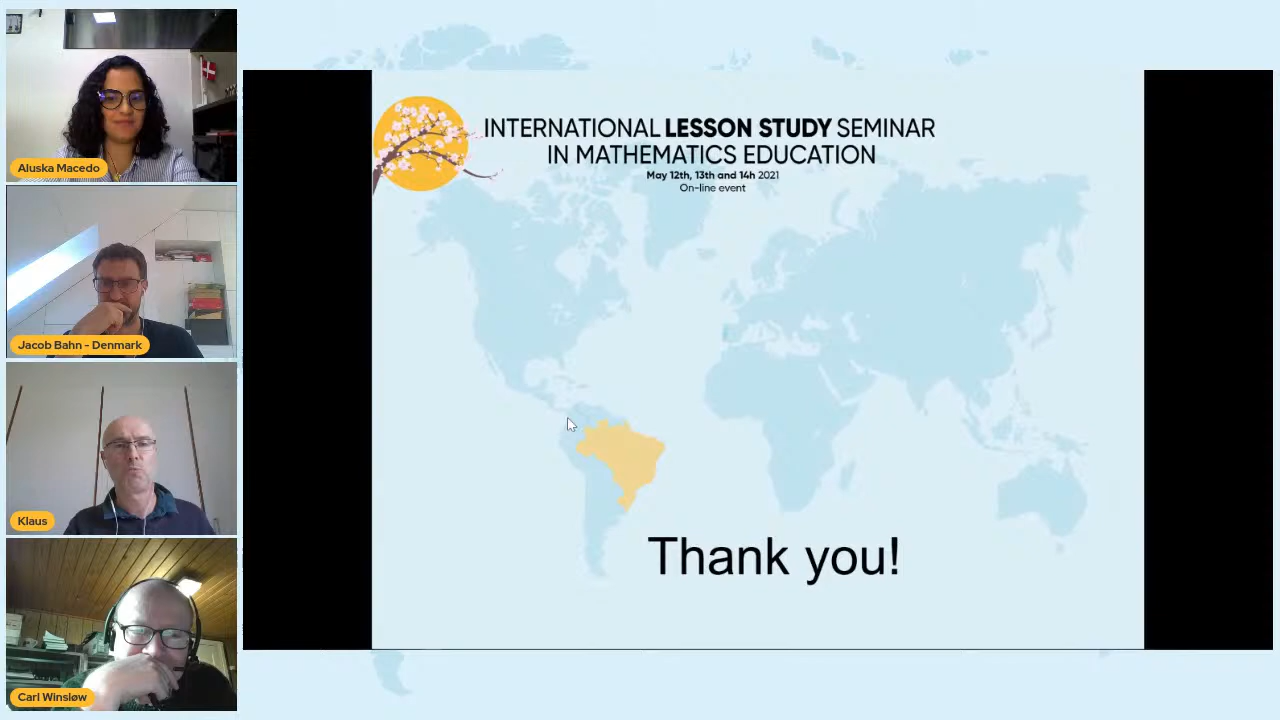 Aluska Macedo
Jacob Bahn - Denmark
Klaus
Carl Winsløw
INTERNATIONAL LESSON STUDY SEMINAR
IN MATHEMATICS EDUCATION
May 12th, 13th and 14h 2021
On-line event
Thank you!